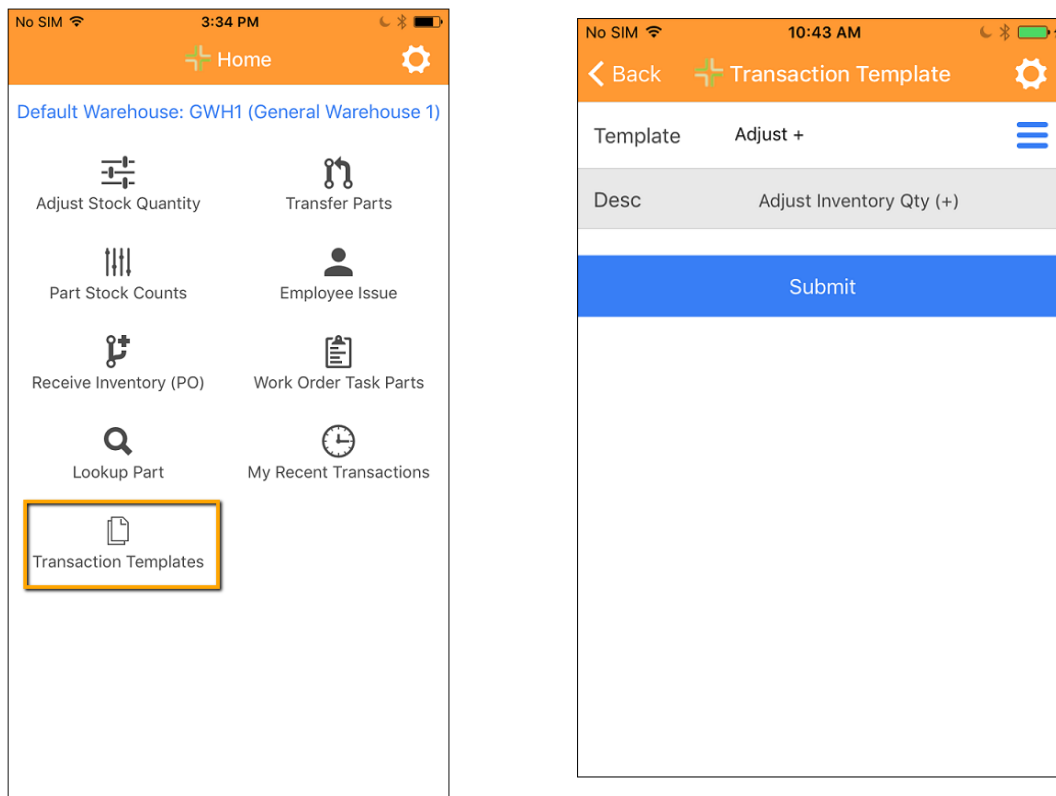 No SIM 3:34 PM
Home
Default Warehouse: GWH1 (General Warehouse 1)
Adjust Stock Quantity
Transfer Parts
Part Stock Counts
Employee Issue
Receive Inventory (PO)
Work Order Task Parts
Lookup Part
My Recent Transactions
Transaction Templates
No SIM 10:43 AM
Back Transaction Template
Template Adjust +
Desc Adjust Inventory Qty (+)
Submit